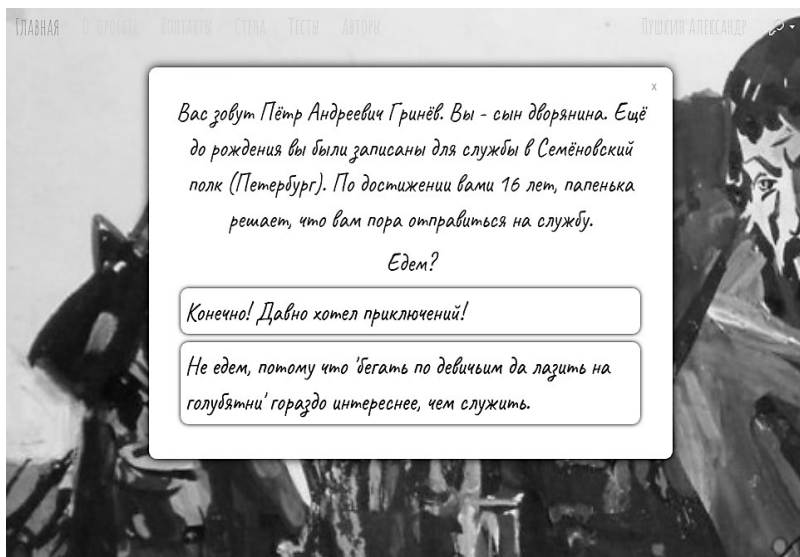 Главная О проекте Контакты Стена Тесты Авторы Пушкин Александр
x
Вас зовут Пётр Андреевич Гринёв. Вы - сын дворянина. Ещё
до рождения вы были записаны для службы в Семёновский
полк (Петербург). По достижении вами 16 лет, папенька
решает, что вам пора отправиться на службу.
Едем?
Конечно! Давно хотел приключений!
Не едем, потому что 'бегать по девичьим да лазить на
голубятни' гораздо интереснее, чем служить.